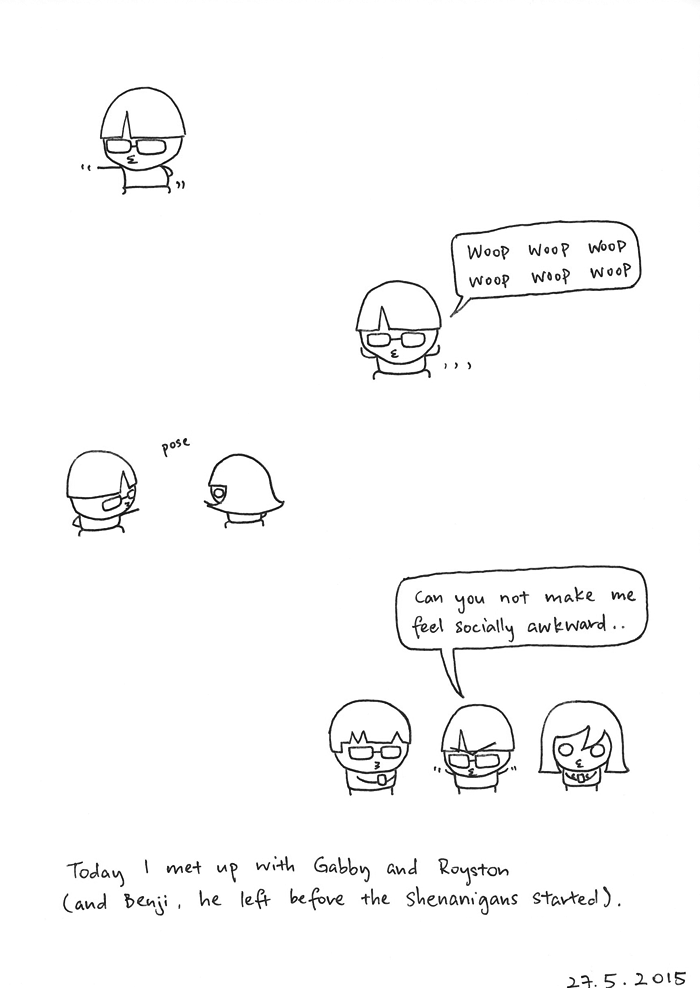 Woop Woop Woop
Woop Woop Woop
pose
Can you not make me
feel socially awkward..
Today I met up with Gabby and Royston
(and Benji, he left before the shenanigans started).
27.5.2015